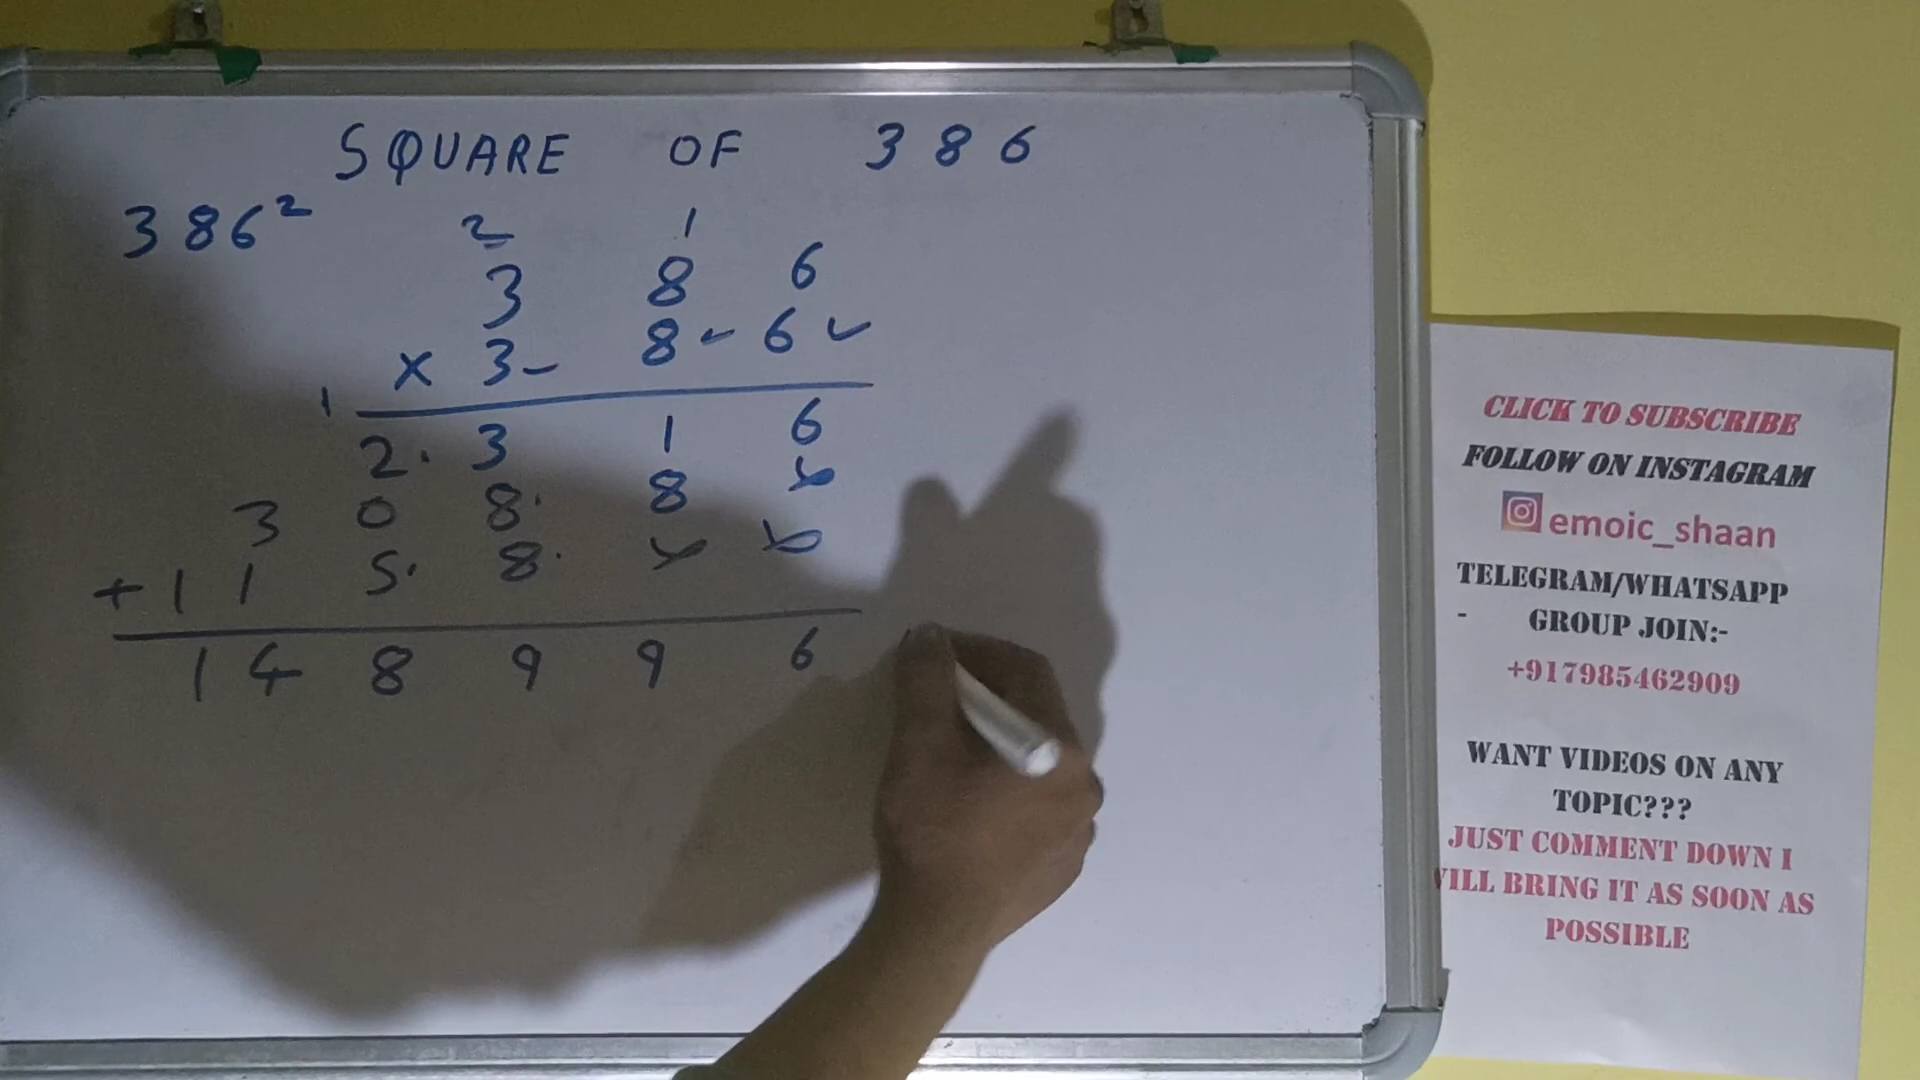 SQUARE OF 386
386²
2 1
3 8 6
x 3 8 6
1
2 3 1 6
3 0 8 8 x
+ 1 1 5 8 x x
1 4 8 9 9 6
CLICK TO SUBSCRIBE
FOLLOW ON INSTAGRAM
emoic_shaan
TELEGRAM/WHATSAPP
- GROUP JOIN:-
+917985462909
WANT VIDEOS ON ANY
TOPIC???
JUST COMMENT DOWN I
WILL BRING IT AS SOON AS
POSSIBLE